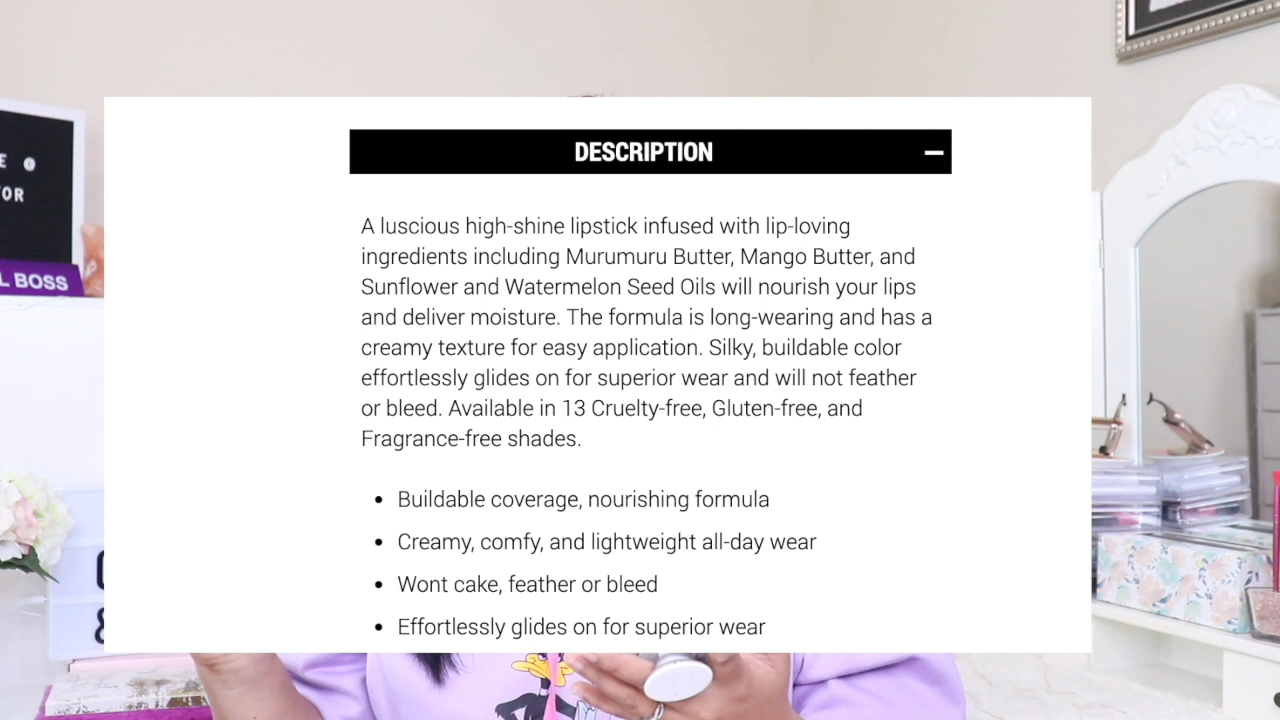 E
OR
L BOSS
DESCRIPTION
A luscious high-shine lipstick infused with lip-loving
ingredients including Murumuru Butter, Mango Butter, and
Sunflower and Watermelon Seed Oils will nourish your lips
and deliver moisture. The formula is long-wearing and has a
creamy texture for easy application. Silky, buildable color
effortlessly glides on for superior wear and will not feather
or bleed. Available in 13 Cruelty-free, Gluten-free, and
Fragrance-free shades.
• Buildable coverage, nourishing formula
• Creamy, comfy, and lightweight all-day wear
• Wont cake, feather or bleed
• Effortlessly glides on for superior wear